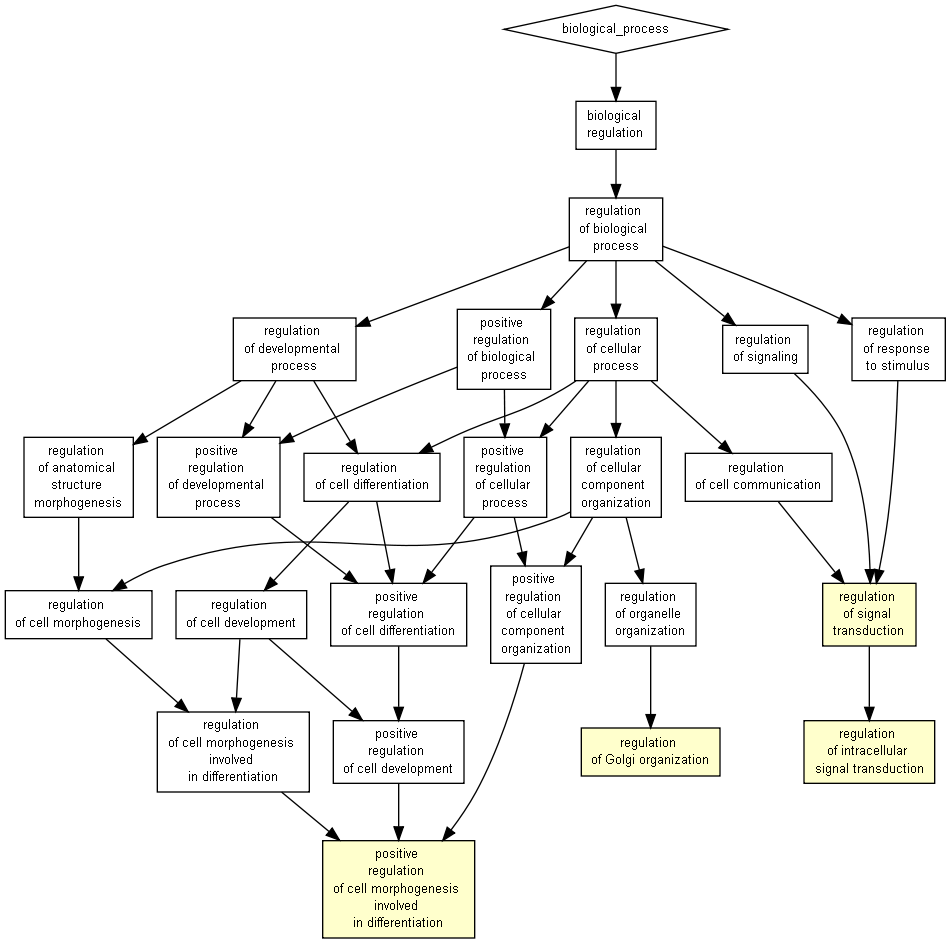 biological_process
biological
regulation
regulation
of biological
process
regulation
of developmental
process
positive
regulation
of biological
process
regulation
of cellular
process
regulation
of signaling
regulation
of response
to stimulus
regulation
of anatomical
structure
morphogenesis
positive
regulation
of developmental
process
regulation
of cell differentiation
positive
regulation
of cellular
process
regulation
of cellular
component
organization
regulation
of cell communication
regulation
of cell morphogenesis
regulation
of cell development
positive
regulation
of cell differentiation
positive
regulation
of cellular
component
organization
regulation
of organelle
organization
regulation
of signal
transduction
regulation
of cell morphogenesis
involved
in differentiation
positive
regulation
of cell development
regulation
of Golgi organization
regulation
of intracellular
signal transduction
positive
regulation
of cell morphogenesis
involved
in differentiation